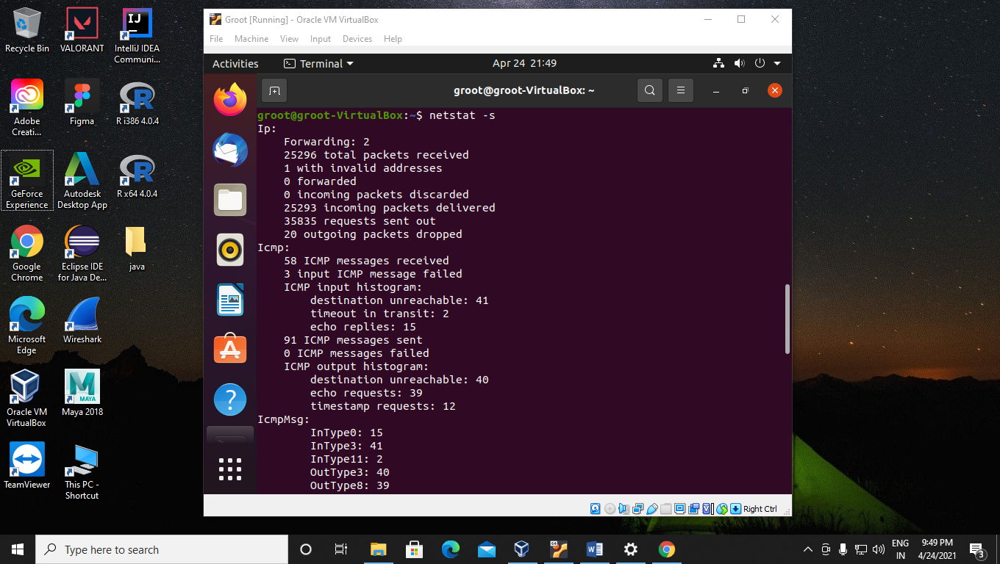 Recycle Bin
VALORANT
IntelliJ IDEA
Communi...
Adobe
Creati...
Figma
R i386 4.0.4
GeForce
Experience
Autodesk
Desktop App
R x64 4.0.4
Google
Chrome
Eclipse IDE
for Java De...
java
Microsoft
Edge
Wireshark
Oracle VM
VirtualBox
MAYA
Maya 2018
TeamViewer
This PC -
Shortcut
Groot [Running] - Oracle VM VirtualBox
File Machine View Input Devices Help
Activities Terminal Apr 24 21:49
groot@groot-VirtualBox: ~
groot@groot-VirtualBox:~$ netstat -s
Ip:
Forwarding: 2
25296 total packets received
1 with invalid addresses
0 forwarded
0 incoming packets discarded
25293 incoming packets delivered
35835 requests sent out
20 outgoing packets dropped
Icmp:
58 ICMP messages received
3 input ICMP message failed
ICMP input histogram:
destination unreachable: 41
timeout in transit: 2
echo replies: 15
91 ICMP messages sent
0 ICMP messages failed
ICMP output histogram:
destination unreachable: 40
echo requests: 39
timestamp requests: 12
IcmpMsg:
InType0: 15
InType3: 41
InType11: 2
OutType3: 40
OutType8: 39
Right Ctrl
Type here to search
ENG
IN
9:49 PM
4/24/2021
3